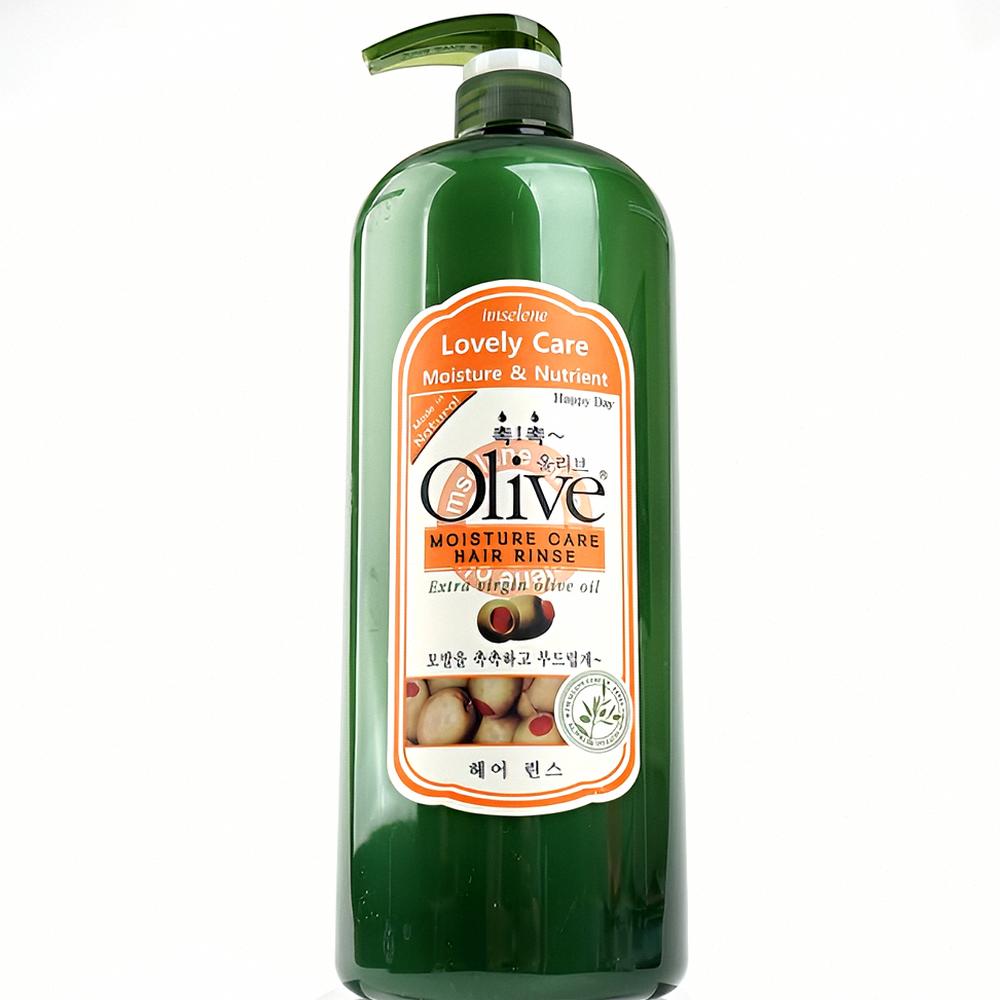 imselene
Lovely Care
Moisture & Nutrient
Made in
Natural
Happy Day
촉!촉~
올리브
Olive®
MOISTURE CARE
HAIR RINSE
Extra virgin olive oil
모발을 촉촉하고 부드럽게~
헤어 린스